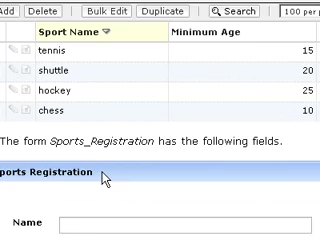 Add Delete Bulk Edit Duplicate Search 100 per p
Sport Name Minimum Age
tennis 15
shuttle 20
hockey 25
chess 10
The form Sports_Registration has the following fields.
ports Registration
Name